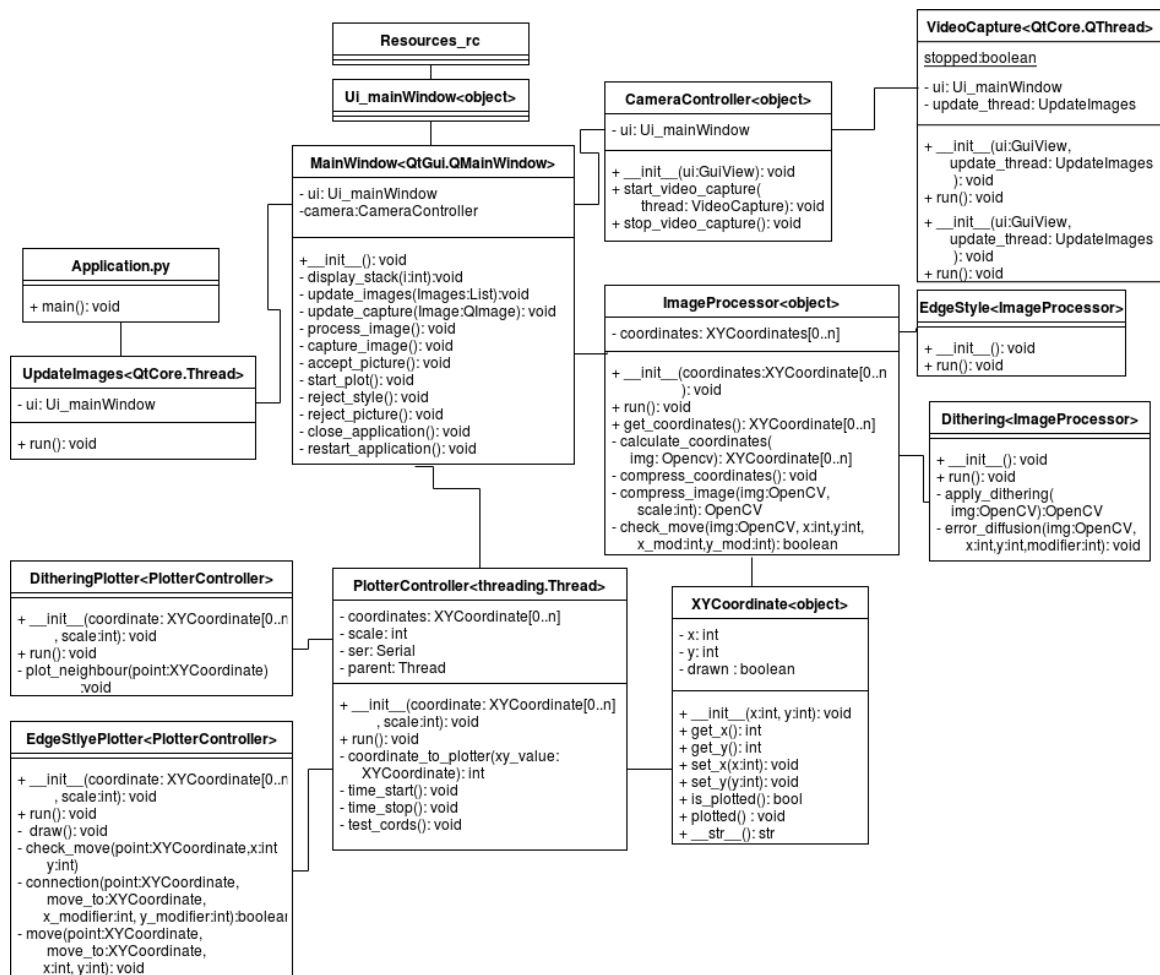 Resources_rc
Ui_mainWindow<object>
MainWindow<QtGui.QMainWindow>
- ui: Ui_mainWindow
-camera:CameraController
+__init__(): void
- display_stack(i:int):void
- update_images(Images:List):void
- update_capture(Image:QImage): void
- process_image(): void
- capture_image(): void
- accept_picture(): void
- start_plot(): void
- reject_style(): void
- reject_picture(): void
- close_application(): void
- restart_application(): void
CameraController<object>
- ui: Ui_mainWindow
+ __init__(ui:GuiView): void
+ start_video_capture(
thread: VideoCapture): void
+ stop_video_capture(): void
VideoCapture<QtCore.QThread>
stopped:boolean
- ui: Ui_mainWindow
- update_thread: UpdateImages
+ __init__(ui:GuiView,
update_thread: UpdateImages
): void
+ run(): void
+ __init__(ui:GuiView,
update_thread: UpdateImages
): void
+ run(): void
Application.py
+ main(): void
UpdateImages<QtCore.Thread>
- ui: Ui_mainWindow
+ run(): void
ImageProcessor<object>
- coordinates: XYCoordinates[0..n]
+ __init__(coordinates:XYCoordinate[0..n
): void
+ run(): void
+ get_coordinates(): XYCoordinate[0..n]
- calculate_coordinates(
img: Opencv): XYCoordinate[0..n]
- compress_coordinates(): void
- compress_image(img:OpenCV,
scale:int): OpenCV
- check_move(img:OpenCV, x:int,y:int,
x_mod:int,y_mod:int): boolean
EdgeStyle<ImageProcessor>
+ __init__(): void
+ run(): void
Dithering<ImageProcessor>
+ __init__(): void
+ run(): void
- apply_dithering(
img:OpenCV):OpenCV
- error_diffusion(img:OpenCV,
x:int,y:int,modifier:int): void
DitheringPlotter<PlotterController>
+ __init__(coordinate: XYCoordinate[0..n
, scale:int): void
+ run(): void
- plot_neighbour(point:XYCoordinate)
:void
PlotterController<threading.Thread>
- coordinates: XYCoordinate[0..n]
- scale: int
- ser: Serial
- parent: Thread
+ __init__(coordinate: XYCoordinate[0..n]
, scale:int): void
+ run(): void
- coordinate_to_plotter(xy_value:
XYCoordinate): int
- time_start(): void
- time_stop(): void
- test_cords(): void
XYCoordinate<object>
- x: int
- y: int
- drawn : boolean
+ __init__(x:int, y:int): void
+ get_x(): int
+ get_y(): int
+ set_x(x:int): void
+ set_y(y:int): void
+ is_plotted(): bool
+ plotted() : void
+ __str__(): str
EdgeStlyePlotter<PlotterController>
+ __init__(coordinate: XYCoordinate[0..n
, scale:int): void
+ run(): void
- draw(): void
- check_move(point:XYCoordinate,x:int
y:int)
- connection(point:XYCoordinate,
move_to:XYCoordinate,
x_modifier:int, y_modifier:int):boolea
- move(point:XYCoordinate,
move_to:XYCoordinate,
x:int, y:int): void